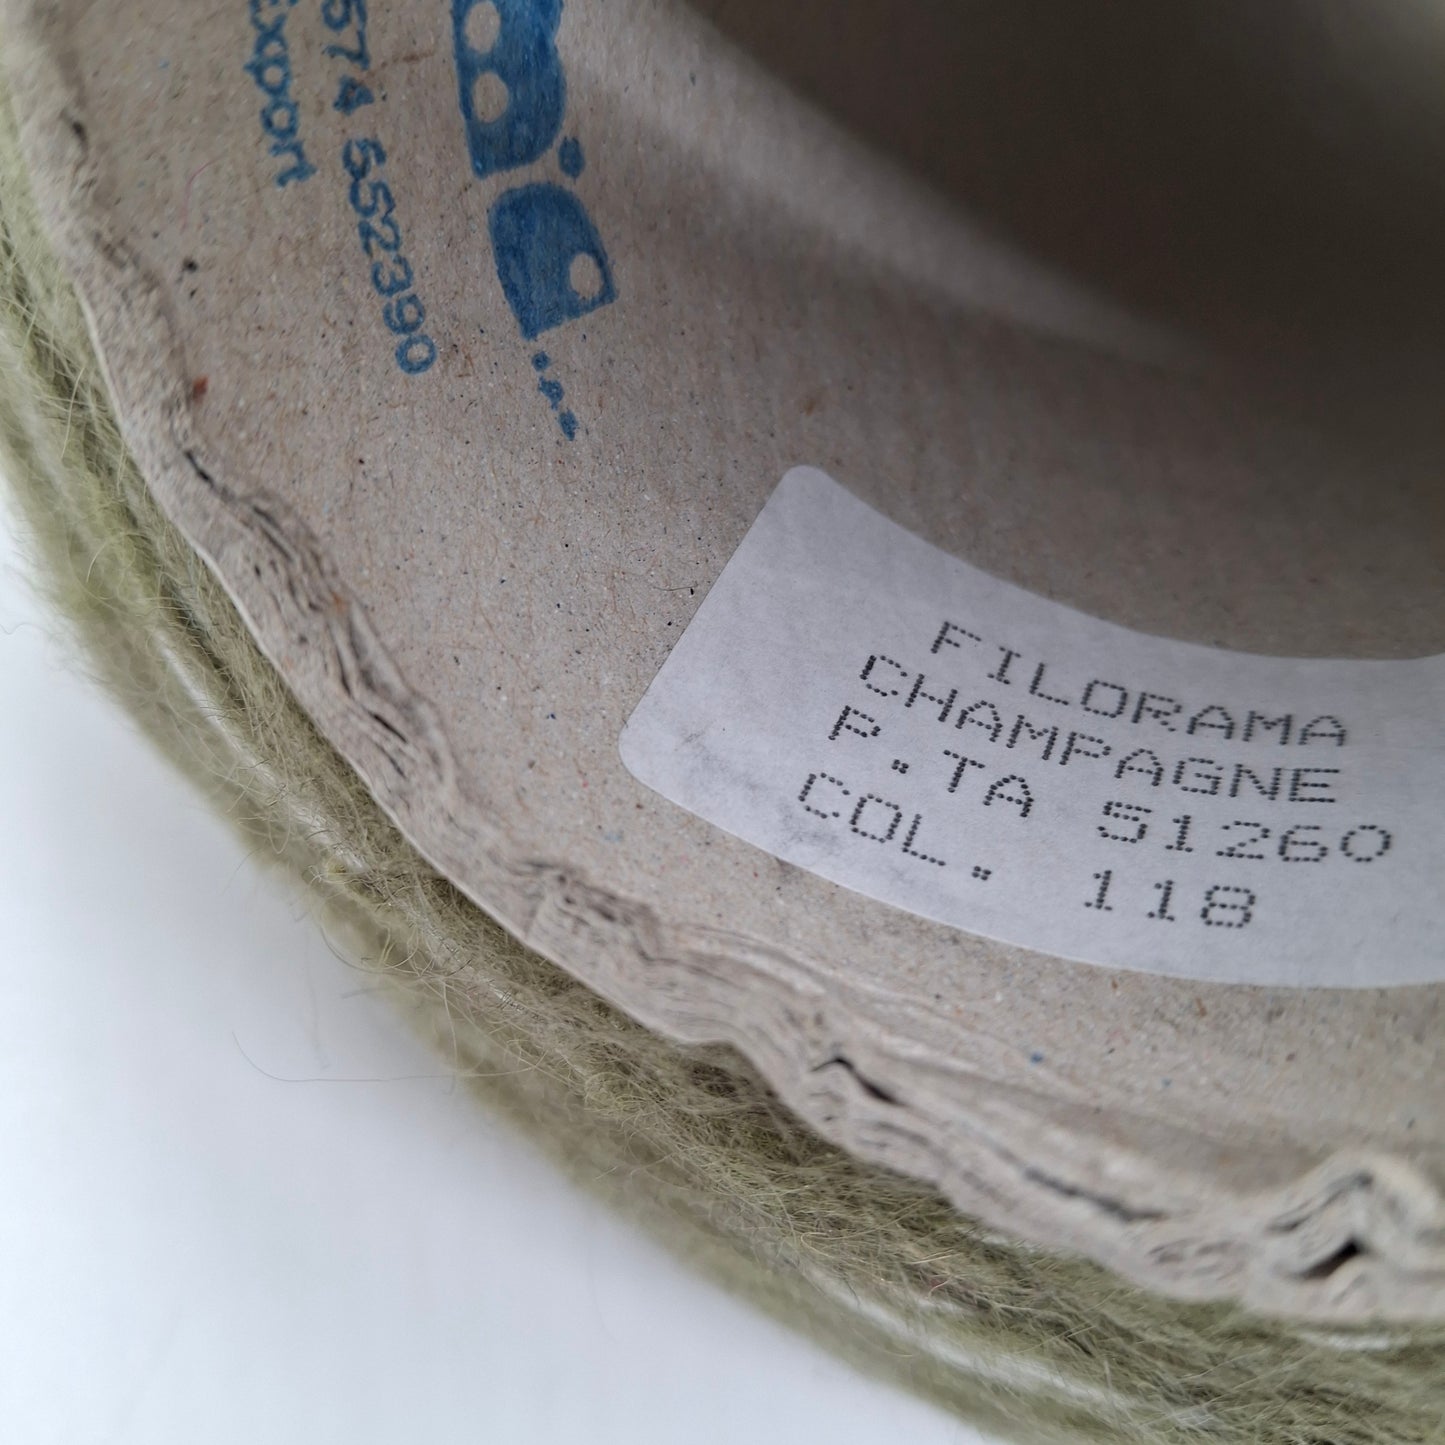 574 552390
Export
FILORAMA
CHAMPAGNE
P.TA 51260
COL. 118